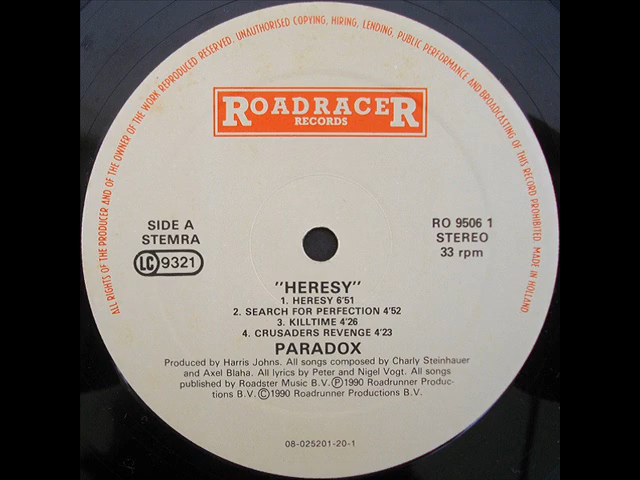 ALL RIGHTS OF THE PRODUCER AND OF THE OWNER OF THE WORK REPRODUCED RESERVED. UNAUTHORISED COPYING, HIRING, LENDING, PUBLIC PERFORMANCE AND BROADCASTING OF THIS RECORD PROHIBITED MADE IN HOLLAND
ROADRACER
RECORDS
SIDE A
STEMRA
LC 9321
RO 9506 1
STEREO
33 rpm
"HERESY"
1. HERESY 6'51
2. SEARCH FOR PERFECTION 4'52
3. KILLTIME 4'26
4. CRUSADERS REVENGE 4'23
PARADOX
Produced by Harris Johns. All songs composed by Charly Steinhauer
and Axel Blaha. All lyrics by Peter and Nigel Vogt. All songs
published by Roadster Music B.V. Ⓟ1990 Roadrunner Produc-
tions B.V. ©1990 Roadrunner Productions B.V.
08-025201-20-1